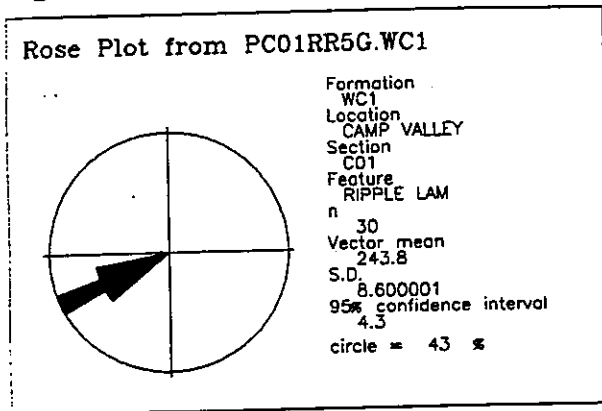 Rose Plot from PC01RR5G.WC1
Formation
WC1
Location
CAMP VALLEY
Section
C01
Feature
RIPPLE LAM
n
30
Vector mean
243.8
S.D.
8.600001
95% confidence interval
4.3
circle = 43 %